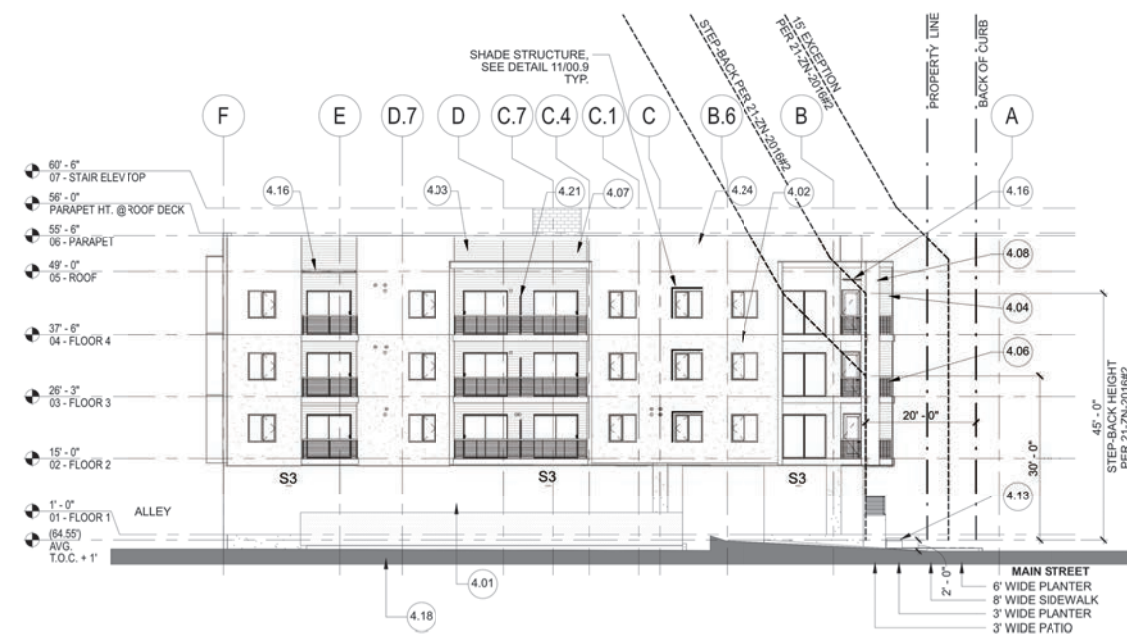 SHADE STRUCTURE,
SEE DETAIL 11/00.9
TYP.
STEP-BACK PER 21-ZN-2016#2
15' EXCEPTION
PER 21-ZN-2016#2
PROPERTY LINE
BACK OF CURB
F
E
D.7
D
C.7
C.4
C.1
C
B.6
B
A
60' - 6"
07 - STAIR ELEV TOP
56' - 0"
PARAPET HT. @ROOF DECK
55' - 6"
06 - PARAPET
49' - 0"
05 - ROOF
37' - 6"
04 - FLOOR 4
26' - 3"
03 - FLOOR 3
15' - 0"
02 - FLOOR 2
1' - 0"
01 - FLOOR 1
(64.55')
AVG.
T.O.C. + 1'
ALLEY
4.16
4.03
4.21
4.07
4.24
4.02
4.16
4.08
4.04
4.06
4.13
S3
S3
S3
20' - 0"
30' - 0"
45' - 0"
STEP-BACK HEIGHT
PER 21-ZN-2016#2
2' - 0"
4.01
4.18
MAIN STREET
6' WIDE PLANTER
8' WIDE SIDEWALK
3' WIDE PLANTER
3' WIDE PATIO